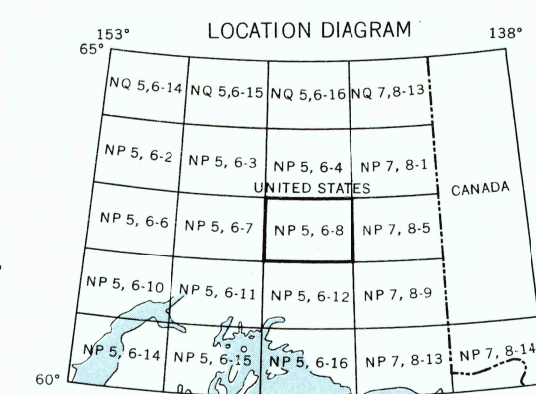 LOCATION DIAGRAM
153° 138°
65°
NQ 5,6-14 NQ 5,6-15 NQ 5,6-16 NQ 7,8-13
NP 5, 6-2 NP 5, 6-3 NP 5, 6-4 NP 7, 8-1
UNITED STATES CANADA
NP 5, 6-6 NP 5, 6-7 NP 5, 6-8 NP 7, 8-5
NP 5, 6-10 NP 5, 6-11 NP 5, 6-12 NP 7, 8-9
NP 5, 6-14 NP 5, 6-15 NP 5, 6-16 NP 7, 8-13 NP 7, 8-14
60°